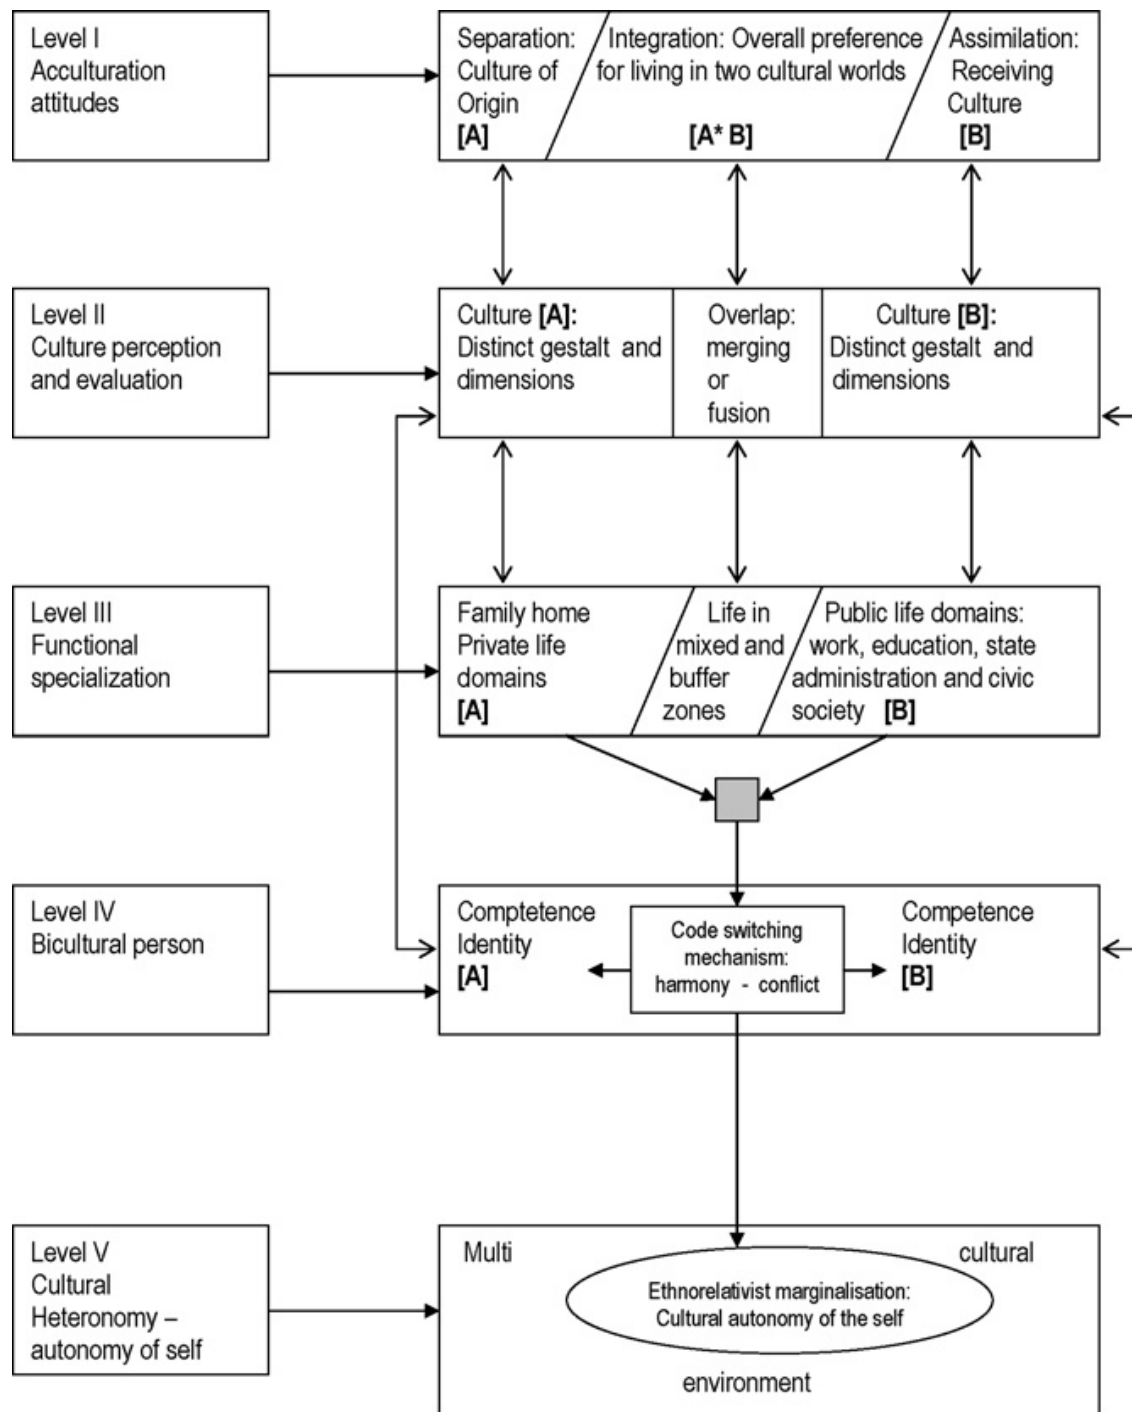 Level I
Acculturation
attitudes
Separation:
Culture of
Origin
[A]
Integration: Overall preference
for living in two cultural worlds
[A* B]
Assimilation:
Receiving
Culture
[B]
Level II
Culture perception
and evaluation
Culture [A]:
Distinct gestalt and
dimensions
Overlap:
merging
or
fusion
Culture [B]:
Distinct gestalt and
dimensions
Level III
Functional
specialization
Family home
Private life
domains
[A]
Life in
mixed and
buffer
zones
Public life domains:
work, education, state
administration and civic
society [B]
Level IV
Bicultural person
Comptetence
Identity
[A]
Code switching
mechanism:
harmony - conflict
Competence
Identity
[B]
Level V
Cultural
Heteronomy –
autonomy of self
Multi
cultural
Ethnorelativist marginalisation:
Cultural autonomy of the self
environment